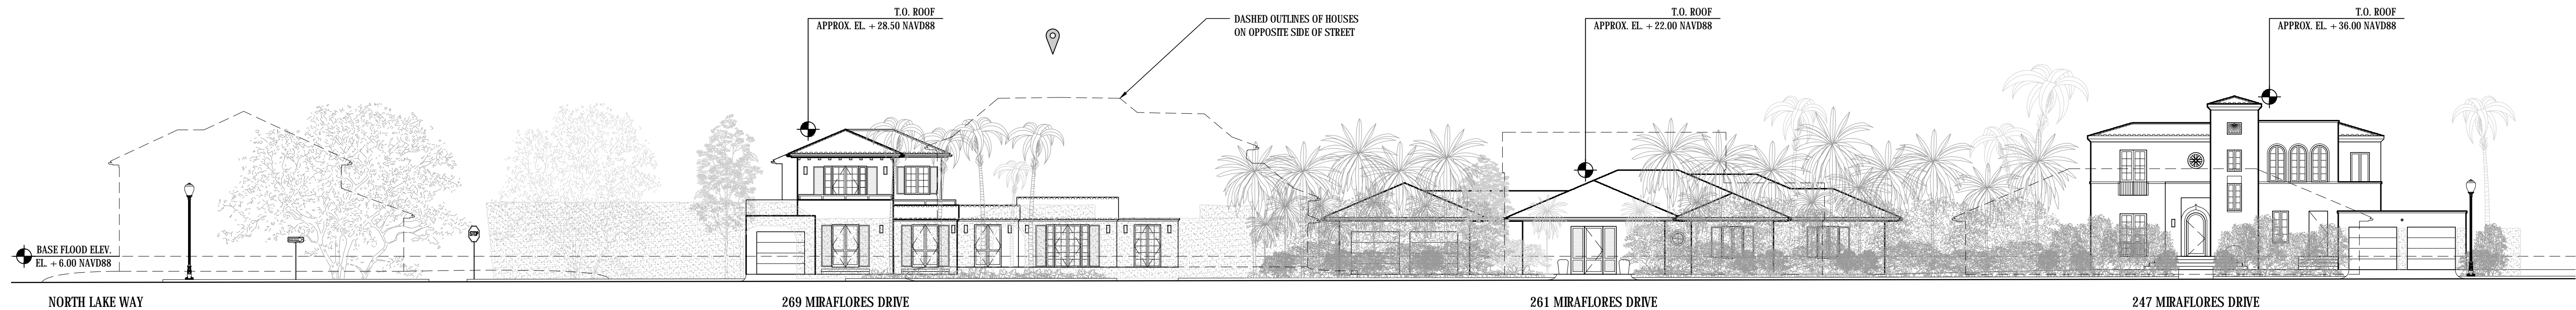 T.O. ROOF
APPROX. EL. + 28.50 NAVD88
DASHED OUTLINES OF HOUSES
ON OPPOSITE SIDE OF STREET
T.O. ROOF
APPROX. EL. + 22.00 NAVD88
T.O. ROOF
APPROX. EL. + 36.00 NAVD88
BASE FLOOD ELEV.
EL. + 6.00 NAVD88
STOP
NORTH LAKE WAY
269 MIRAFLORES DRIVE
261 MIRAFLORES DRIVE
247 MIRAFLORES DRIVE